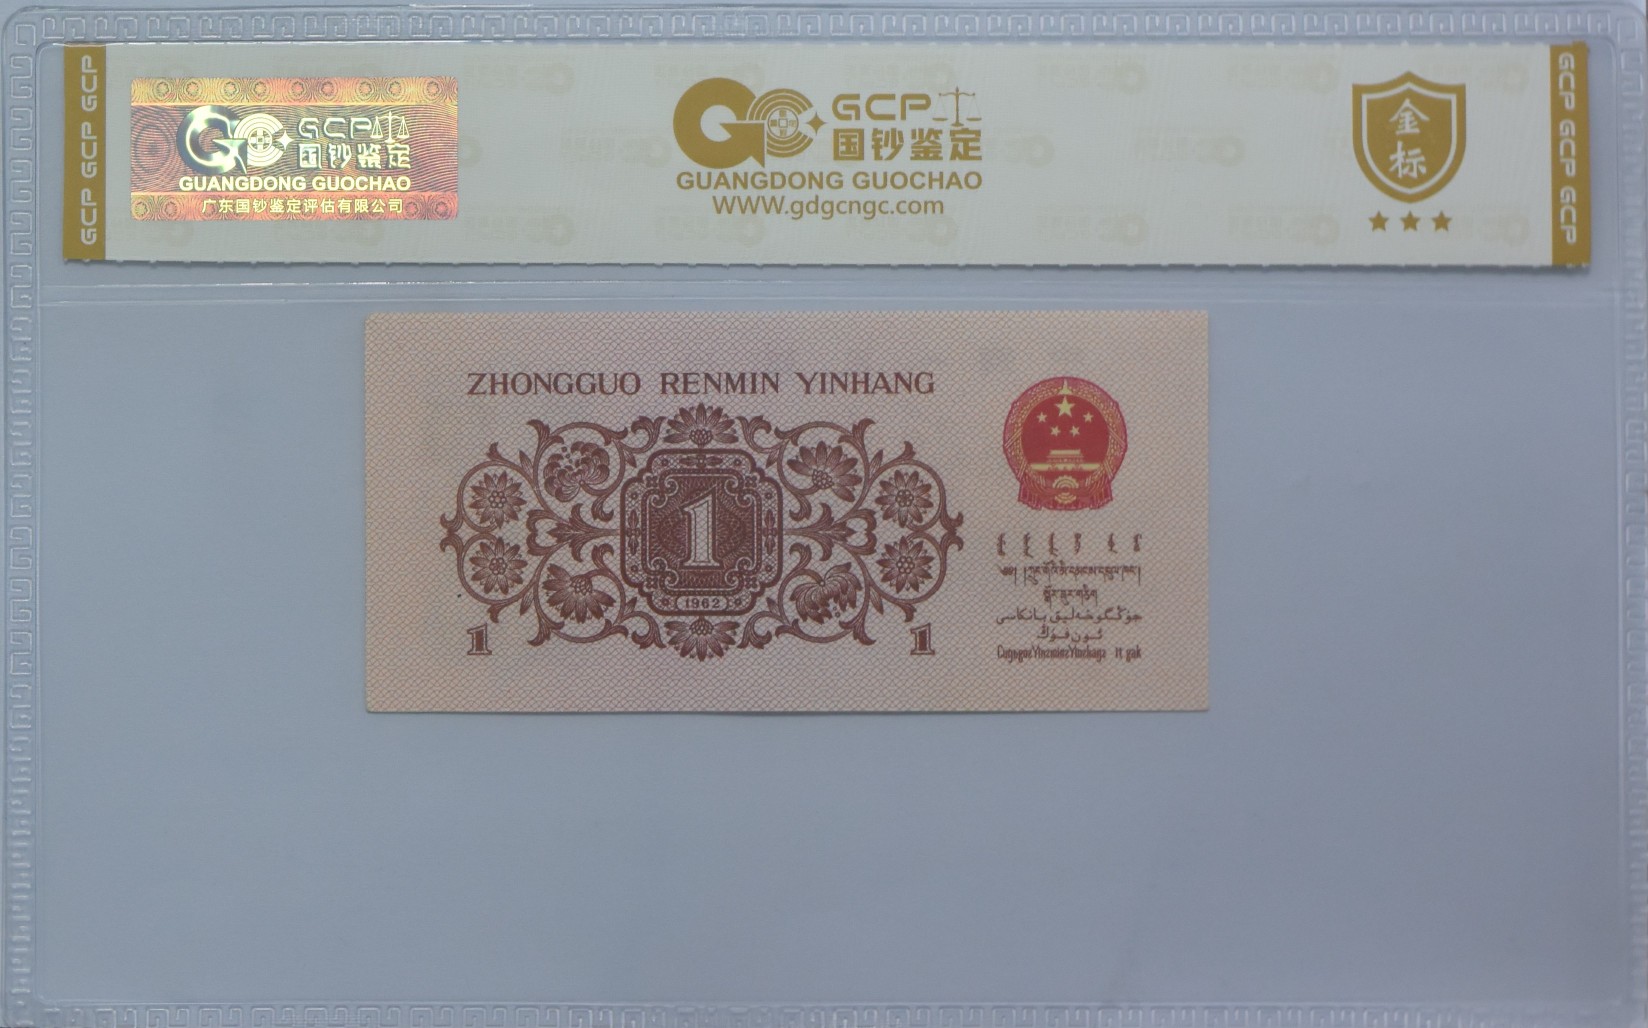 GCP GCP GCP
GCP
国钞鉴定
GUANGDONG GUOCHAO
广东国钞鉴定评估有限公司
GCP
国钞鉴定
GUANGDONG GUOCHAO
WWW.gdgcngc.com
金标
GCP GCP GCP
ZHONGGUO RENMIN YINHANG
1
1962
1
1
جۇڭگوخەلىق بانكاسى